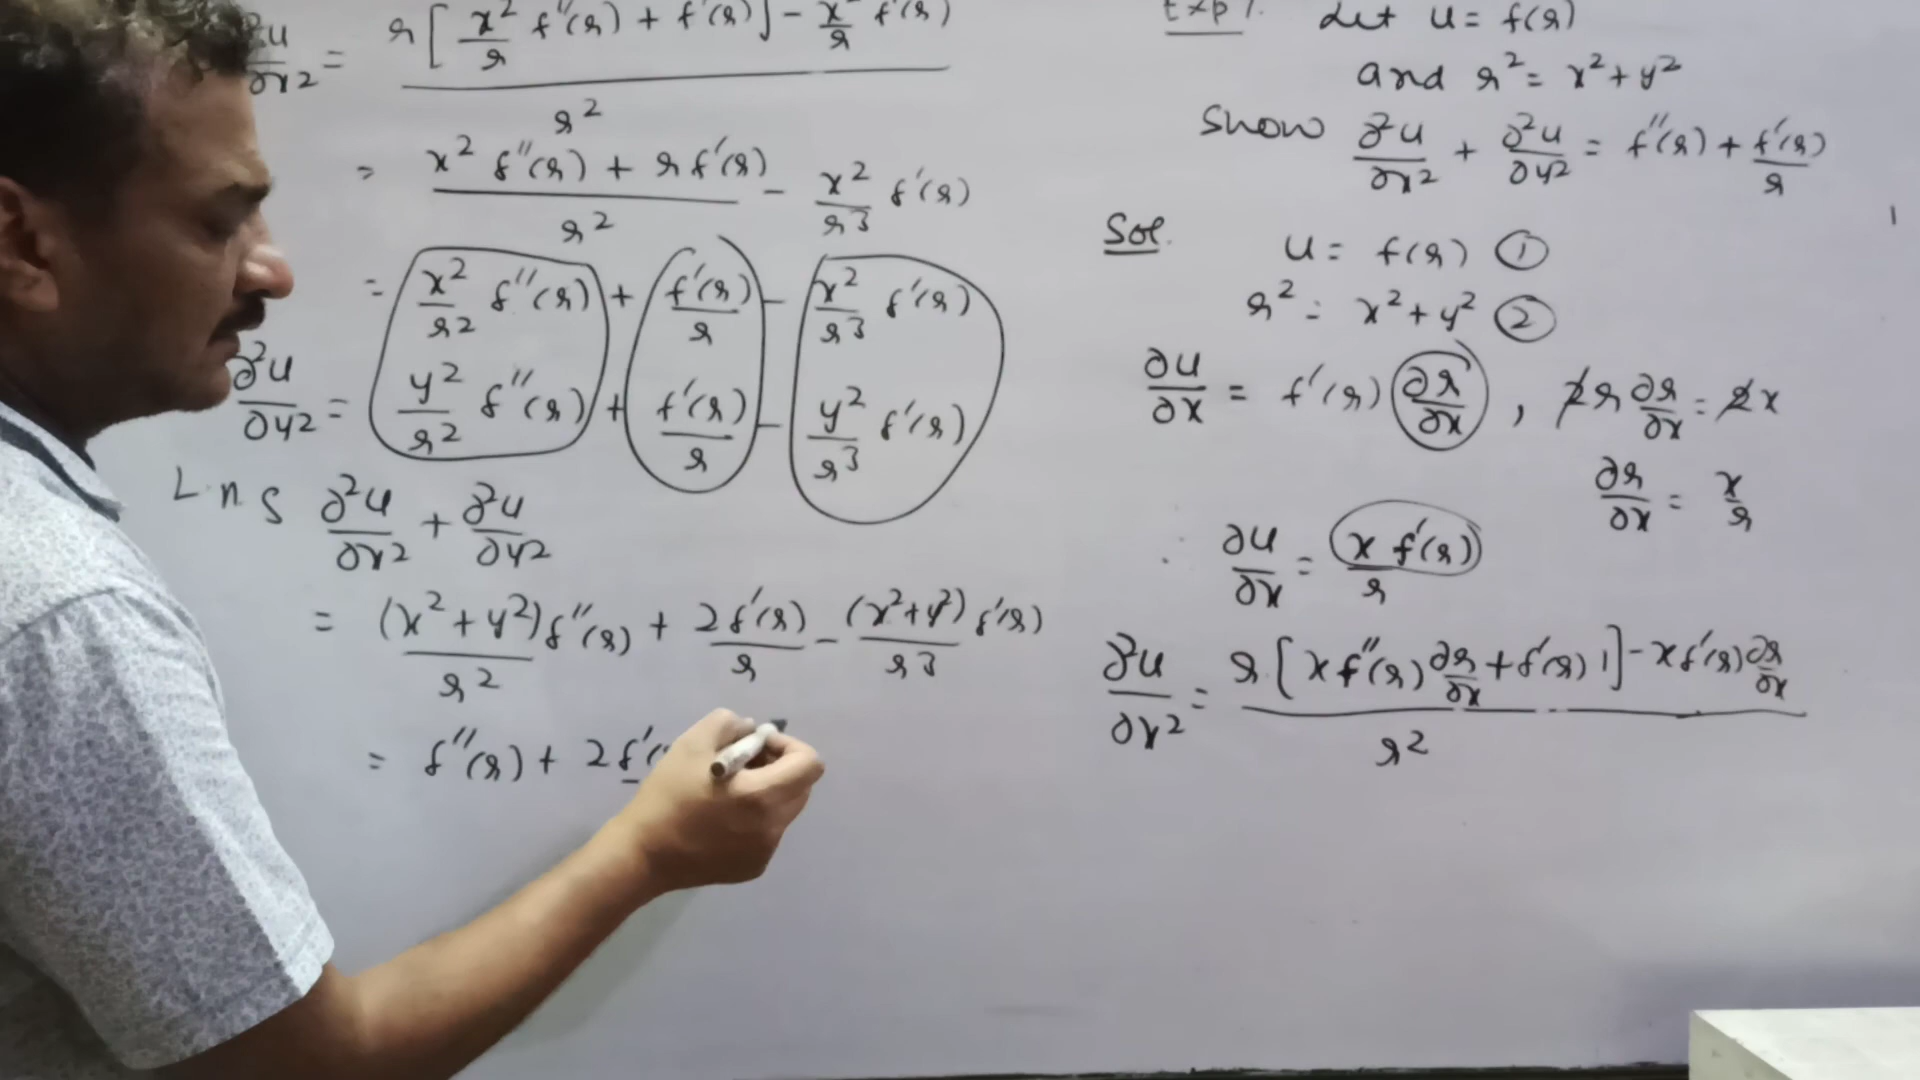 ∂²u/∂x² = r[x²/r f''(r) + f'(r)] - x²/r f'(r) / r²
= x² f''(r) + r f'(r) / r² - x²/r³ f'(r)
= x²/r² f''(r) + f'(r)/r - x²/r³ f'(r)
∂²u/∂y² = y²/r² f''(r) + f'(r)/r - y²/r³ f'(r)
LnS ∂²u/∂x² + ∂²u/∂y²
= (x²+y²)/r² f''(r) + 2f'(r)/r - (x²+y²)/r³ f'(r)
= f''(r) + 2f'(
Exp 1. Let u = f(r)
and r² = x² + y²
Show ∂²u/∂x² + ∂²u/∂y² = f''(r) + f'(r)/r
Sol. u = f(r) ①
r² = x² + y² ②
∂u/∂x = f'(r) ∂r/∂x , 2r ∂r/∂x = 2x
∂r/∂x = x/r
∴ ∂u/∂x = x f'(r)/r
∂²u/∂x² = r[x f''(r) ∂r/∂x + f'(r) 1] - x f'(r) ∂r/∂x / r²